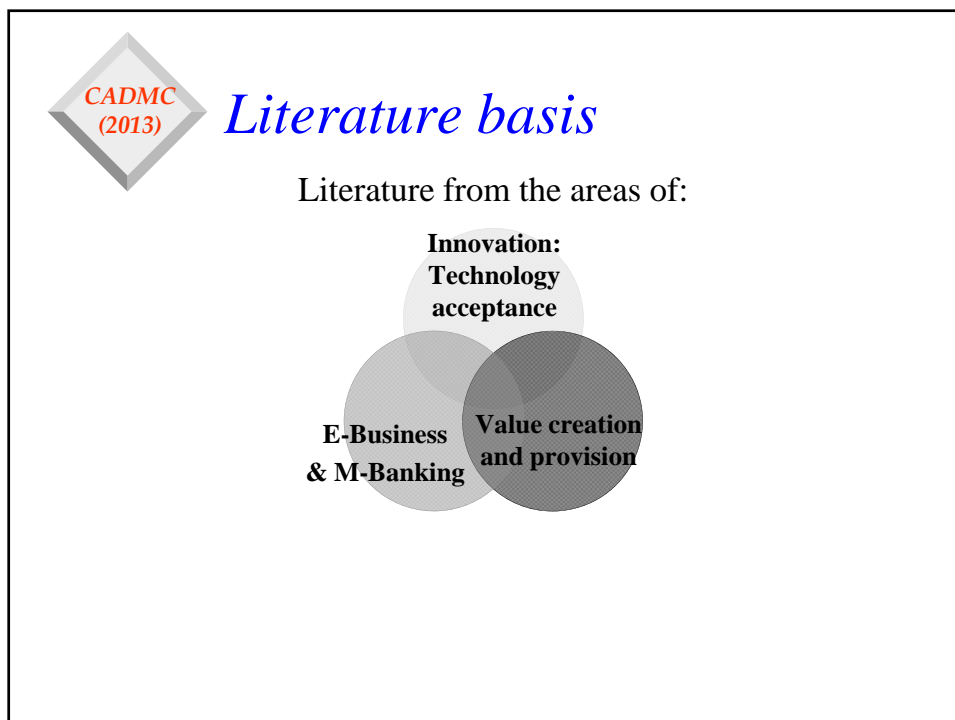 CADMC
(2013)
Literature basis
Literature from the areas of:
Innovation:
Technology
acceptance
E-Business
& M-Banking
Value creation
and provision